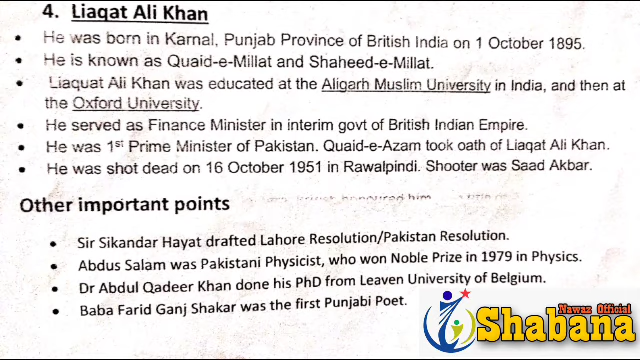 4. Liaqat Ali Khan
• He was born in Karnal, Punjab Province of British India on 1 October 1895.
• He is known as Quaid-e-Millat and Shaheed-e-Millat.
• Liaquat Ali Khan was educated at the Aligarh Muslim University in India, and then at
the Oxford University.
• He served as Finance Minister in interim govt of British Indian Empire.
• He was 1st Prime Minister of Pakistan. Quaid-e-Azam took oath of Liaqat Ali Khan.
• He was shot dead on 16 October 1951 in Rawalpindi. Shooter was Saad Akbar.
honoured him
Other important points
• Sir Sikandar Hayat drafted Lahore Resolution/Pakistan Resolution.
• Abdus Salam was Pakistani Physicist, who won Noble Prize in 1979 in Physics.
• Dr Abdul Qadeer Khan done his PhD from Leaven University of Belgium.
• Baba Farid Ganj Shakar was the first Punjabi Poet.
Nawaz Official
Shabana